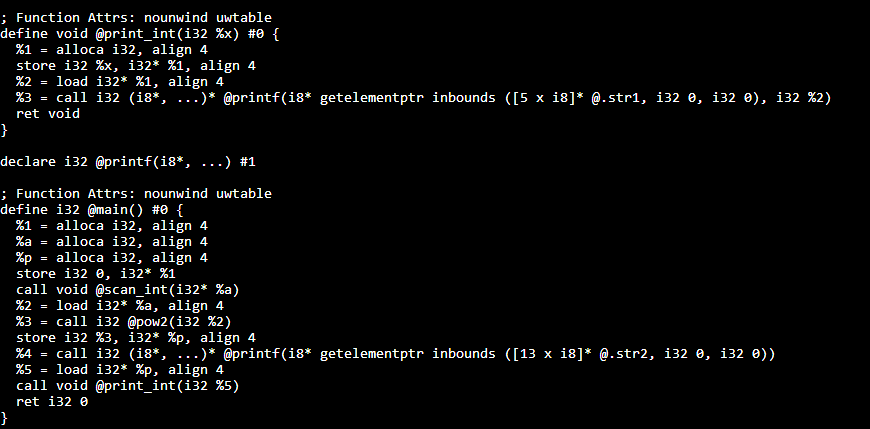 ; Function Attrs: nounwind uwtable
define void @print_int(i32 %x) #0 {
  %1 = alloca i32, align 4
  store i32 %x, i32* %1, align 4
  %2 = load i32* %1, align 4
  %3 = call i32 (i8*, ...)* @printf(i8* getelementptr inbounds ([5 x i8]* @.str1, i32 0, i32 0), i32 %2)
  ret void
}

declare i32 @printf(i8*, ...) #1

; Function Attrs: nounwind uwtable
define i32 @main() #0 {
  %1 = alloca i32, align 4
  %a = alloca i32, align 4
  %p = alloca i32, align 4
  store i32 0, i32* %1
  call void @scan_int(i32* %a)
  %2 = load i32* %a, align 4
  %3 = call i32 @pow2(i32 %2)
  store i32 %3, i32* %p, align 4
  %4 = call i32 (i8*, ...)* @printf(i8* getelementptr inbounds ([13 x i8]* @.str2, i32 0, i32 0))
  %5 = load i32* %p, align 4
  call void @print_int(i32 %5)
  ret i32 0
}